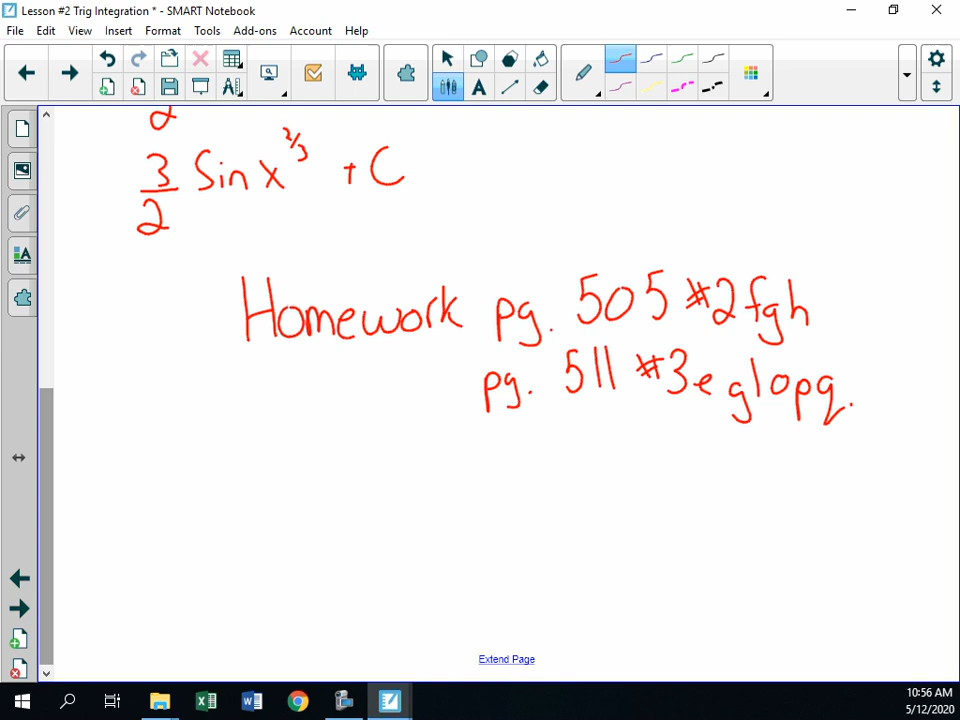 Lesson #2 Trig Integration * - SMART Notebook
File Edit View Insert Format Tools Add-ons Account Help
2
3/2 Sin x^2/3 + C
Homework pg. 505 #2fgh
pg. 511 #3eglopq.
Extend Page
10:56 AM
5/12/2020